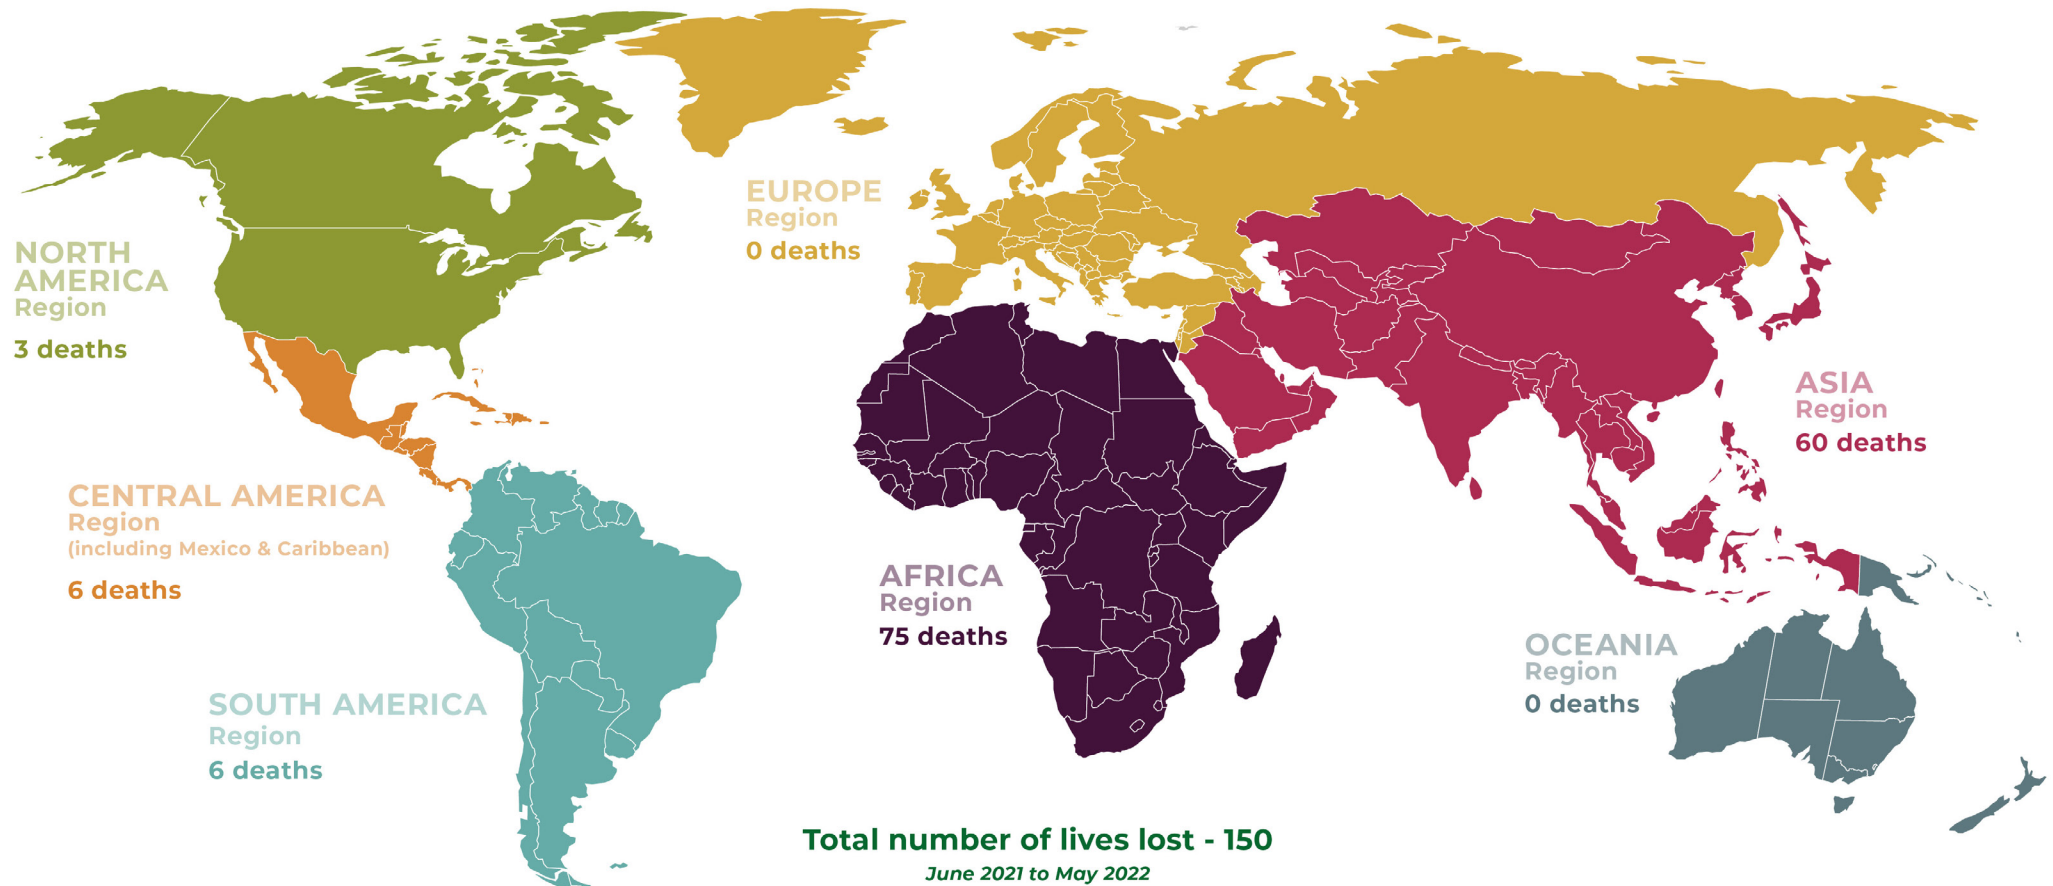 EUROPE
Region
0 deaths
NORTH
AMERICA
Region
3 deaths
ASIA
Region
60 deaths
CENTRAL AMERICA
Region
(including Mexico & Caribbean)
6 deaths
AFRICA
Region
75 deaths
OCEANIA
Region
0 deaths
SOUTH AMERICA
Region
6 deaths
Total number of lives lost - 150
June 2021 to May 2022